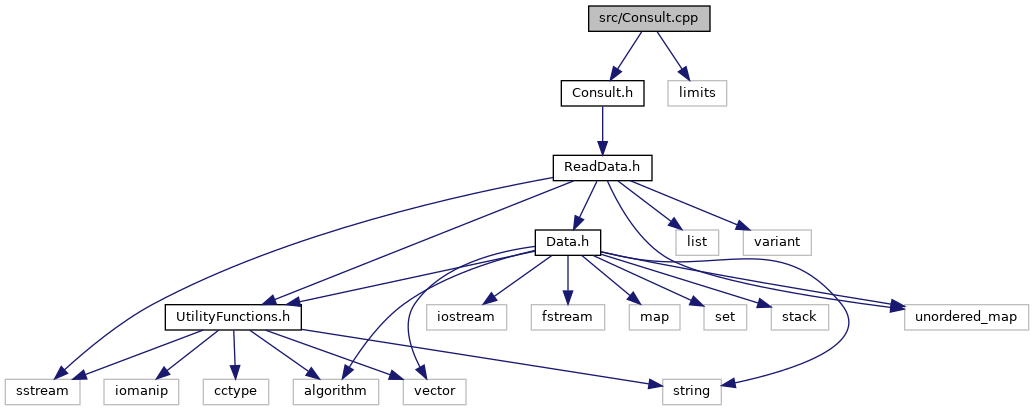 src/Consult.cpp
Consult.h
limits
ReadData.h
Data.h
list
variant
UtilityFunctions.h
iostream
fstream
map
set
stack
unordered_map
sstream
iomanip
cctype
algorithm
vector
string